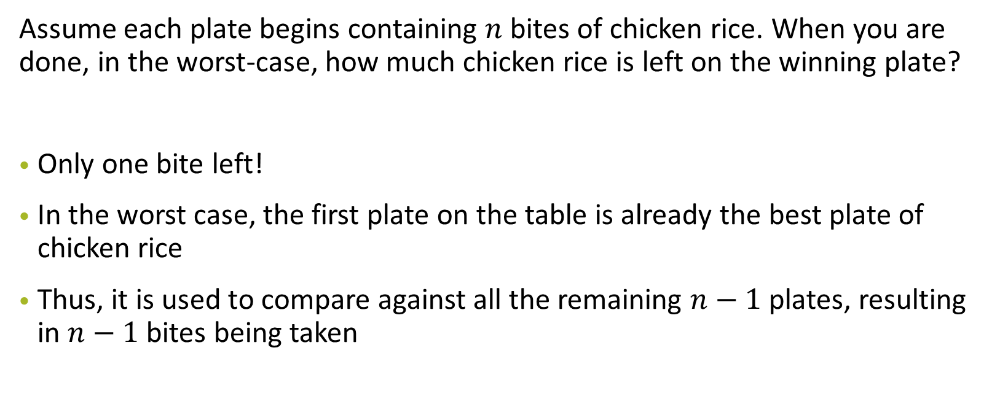 Assume each plate begins containing n bites of chicken rice. When you are
done, in the worst-case, how much chicken rice is left on the winning plate?
• Only one bite left!
• In the worst case, the first plate on the table is already the best plate of
chicken rice
• Thus, it is used to compare against all the remaining n − 1 plates, resulting
in n − 1 bites being taken